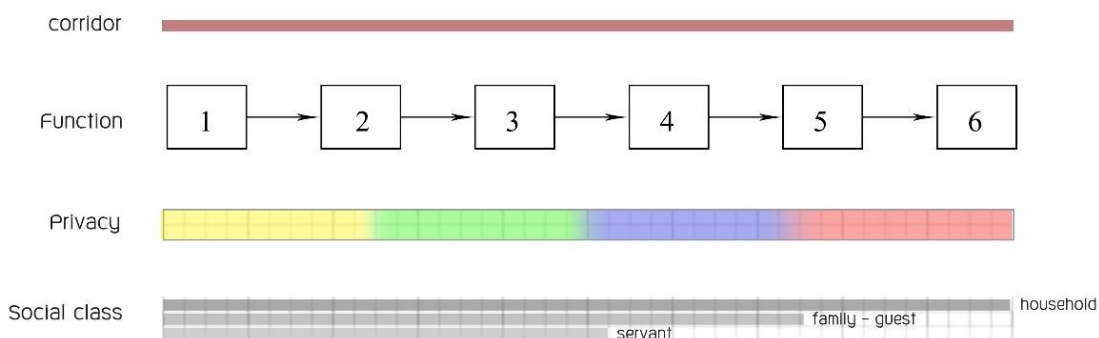 corridor
Function
1 2 3 4 5 6
Privacy
Social class
household
family - guest
servant